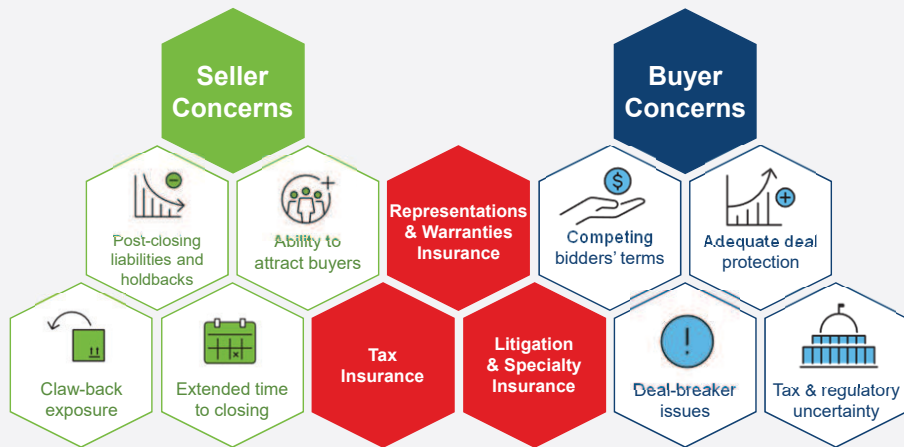 Seller
Concerns
Buyer
Concerns
Post-closing
liabilities and
holdbacks
Ability to
attract buyers
Representations
& Warranties
Insurance
$
Competing
bidders' terms
Adequate deal
protection
Claw-back
exposure
Extended time
to closing
Tax
Insurance
Litigation
& Specialty
Insurance
!
Deal-breaker
issues
Tax & regulatory
uncertainty